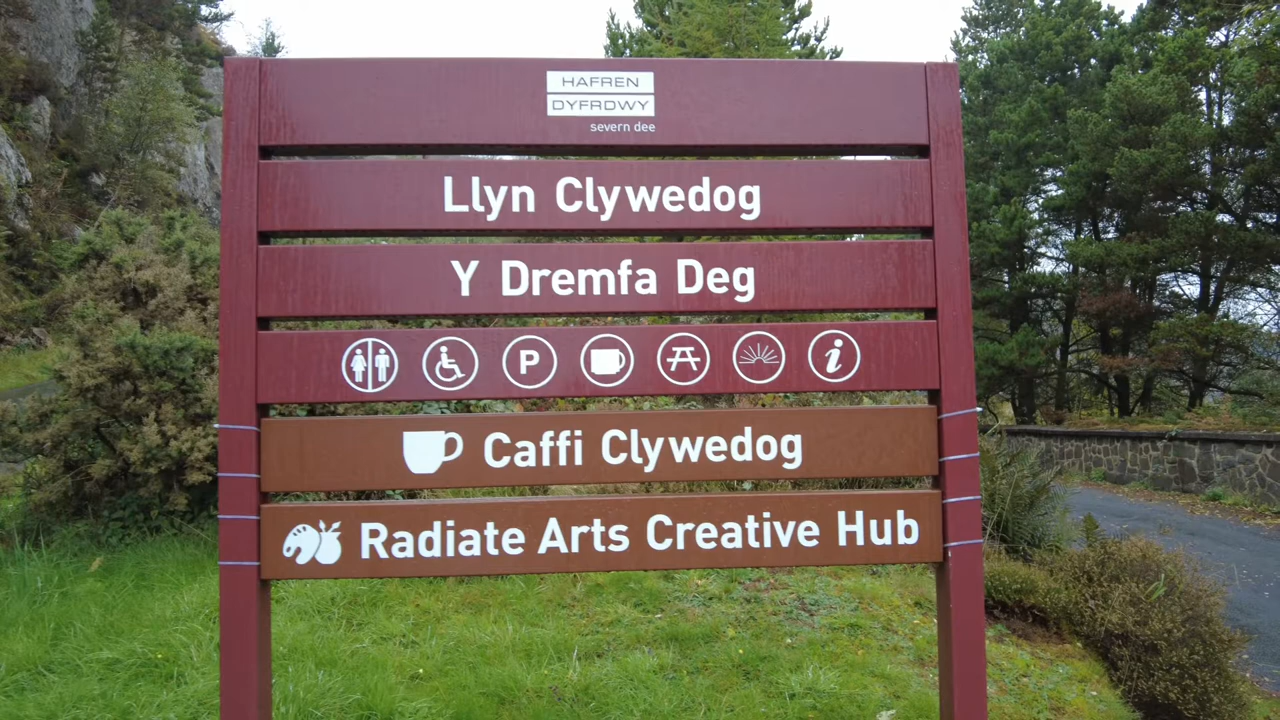 HAFREN
DYFRDWY
severn dee
Llyn Clywedog
Y Dremfa Deg
P i
Caffi Clywedog
Radiate Arts Creative Hub